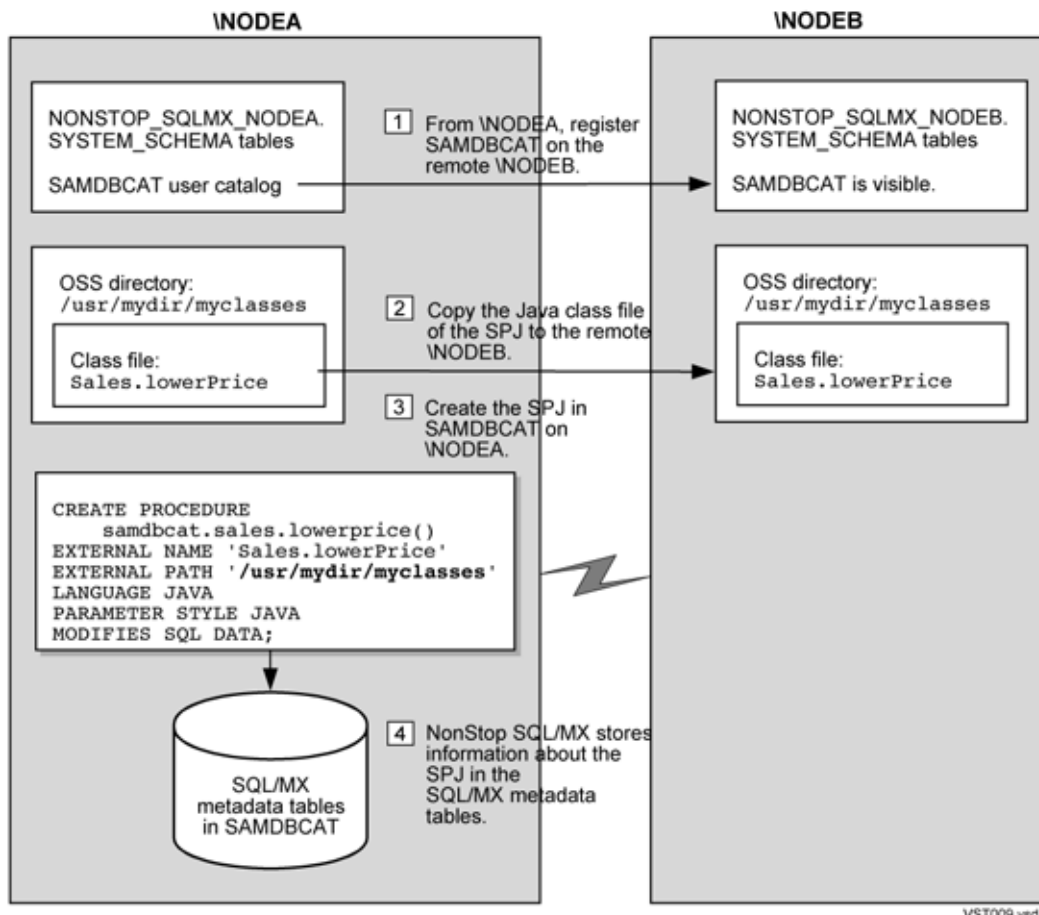 \NODEA
\NODEB
NONSTOP_SQLMX_NODEA.
SYSTEM_SCHEMA tables
SAMDBCAT user catalog
1 From \NODEA, register
SAMDBCAT on the
remote \NODEB.
NONSTOP_SQLMX_NODEB.
SYSTEM_SCHEMA tables
SAMDBCAT is visible.
OSS directory:
/usr/mydir/myclasses
Class file:
Sales.lowerPrice
2 Copy the Java class file
of the SPJ to the remote
\NODEB.
OSS directory:
/usr/mydir/myclasses
Class file:
Sales.lowerPrice
3 Create the SPJ in
SAMDBCAT on
\NODEA.
CREATE PROCEDURE
samdbcat.sales.lowerprice()
EXTERNAL NAME 'Sales.lowerPrice'
EXTERNAL PATH '/usr/mydir/myclasses'
LANGUAGE JAVA
PARAMETER STYLE JAVA
MODIFIES SQL DATA;
4 NonStop SQL/MX stores
information about the
SPJ in the
SQL/MX metadata
tables.
SQL/MX
metadata tables
in SAMDBCAT
VST009.vsd